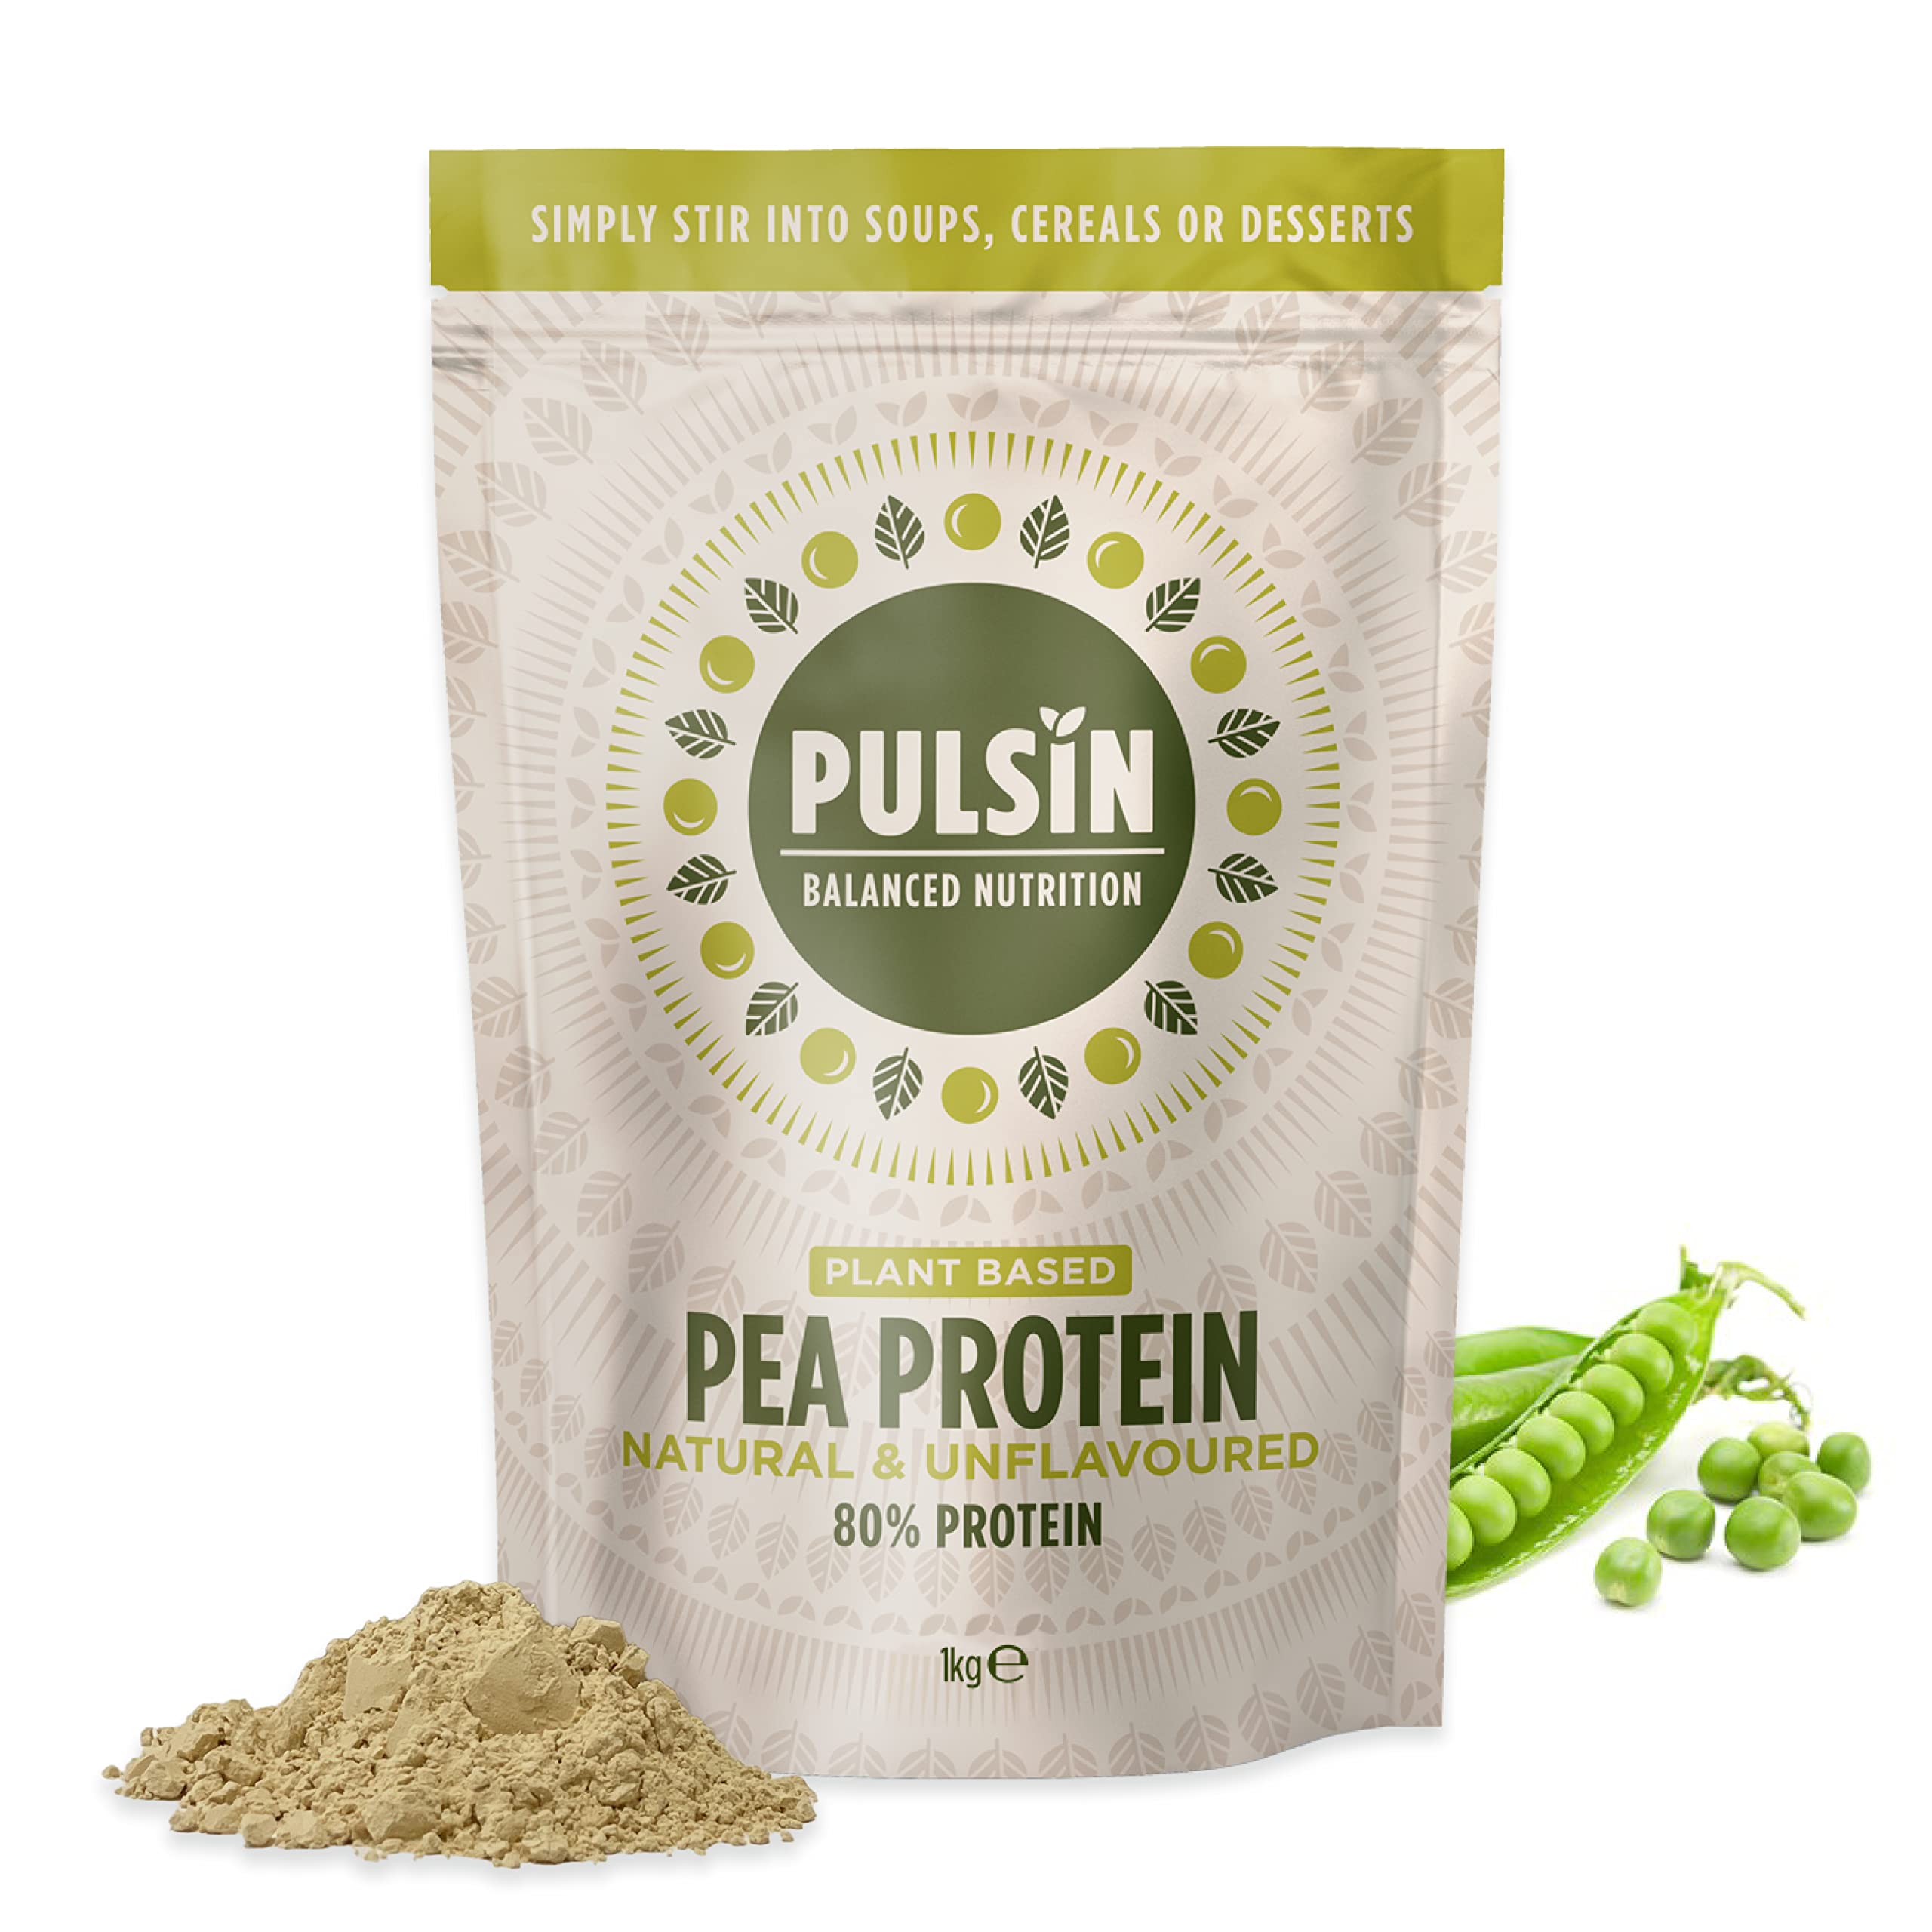 SIMPLY STIR INTO SOUPS, CEREALS OR DESSERTS
PULSIN
BALANCED NUTRITION
PLANT BASED
PEA PROTEIN
NATURAL & UNFLAVOURED
80% PROTEIN
1kg ℮